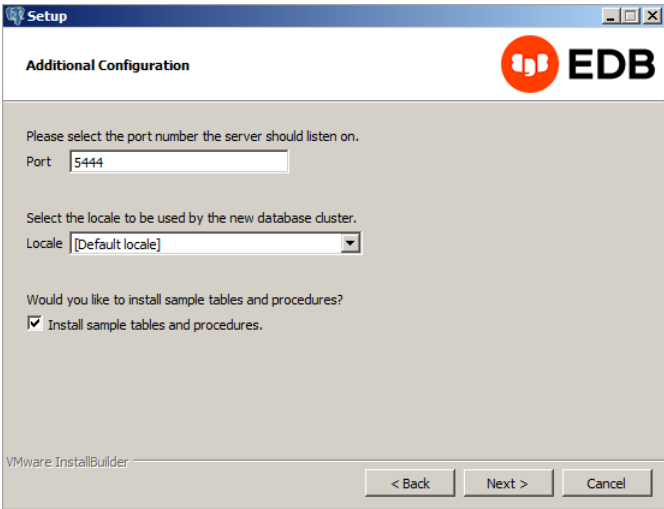 Setup
Additional Configuration
EDB
Please select the port number the server should listen on.
Port 5444
Select the locale to be used by the new database cluster.
Locale [Default locale]
Would you like to install sample tables and procedures?
Install sample tables and procedures.
VMware InstallBuilder
< Back Next > Cancel